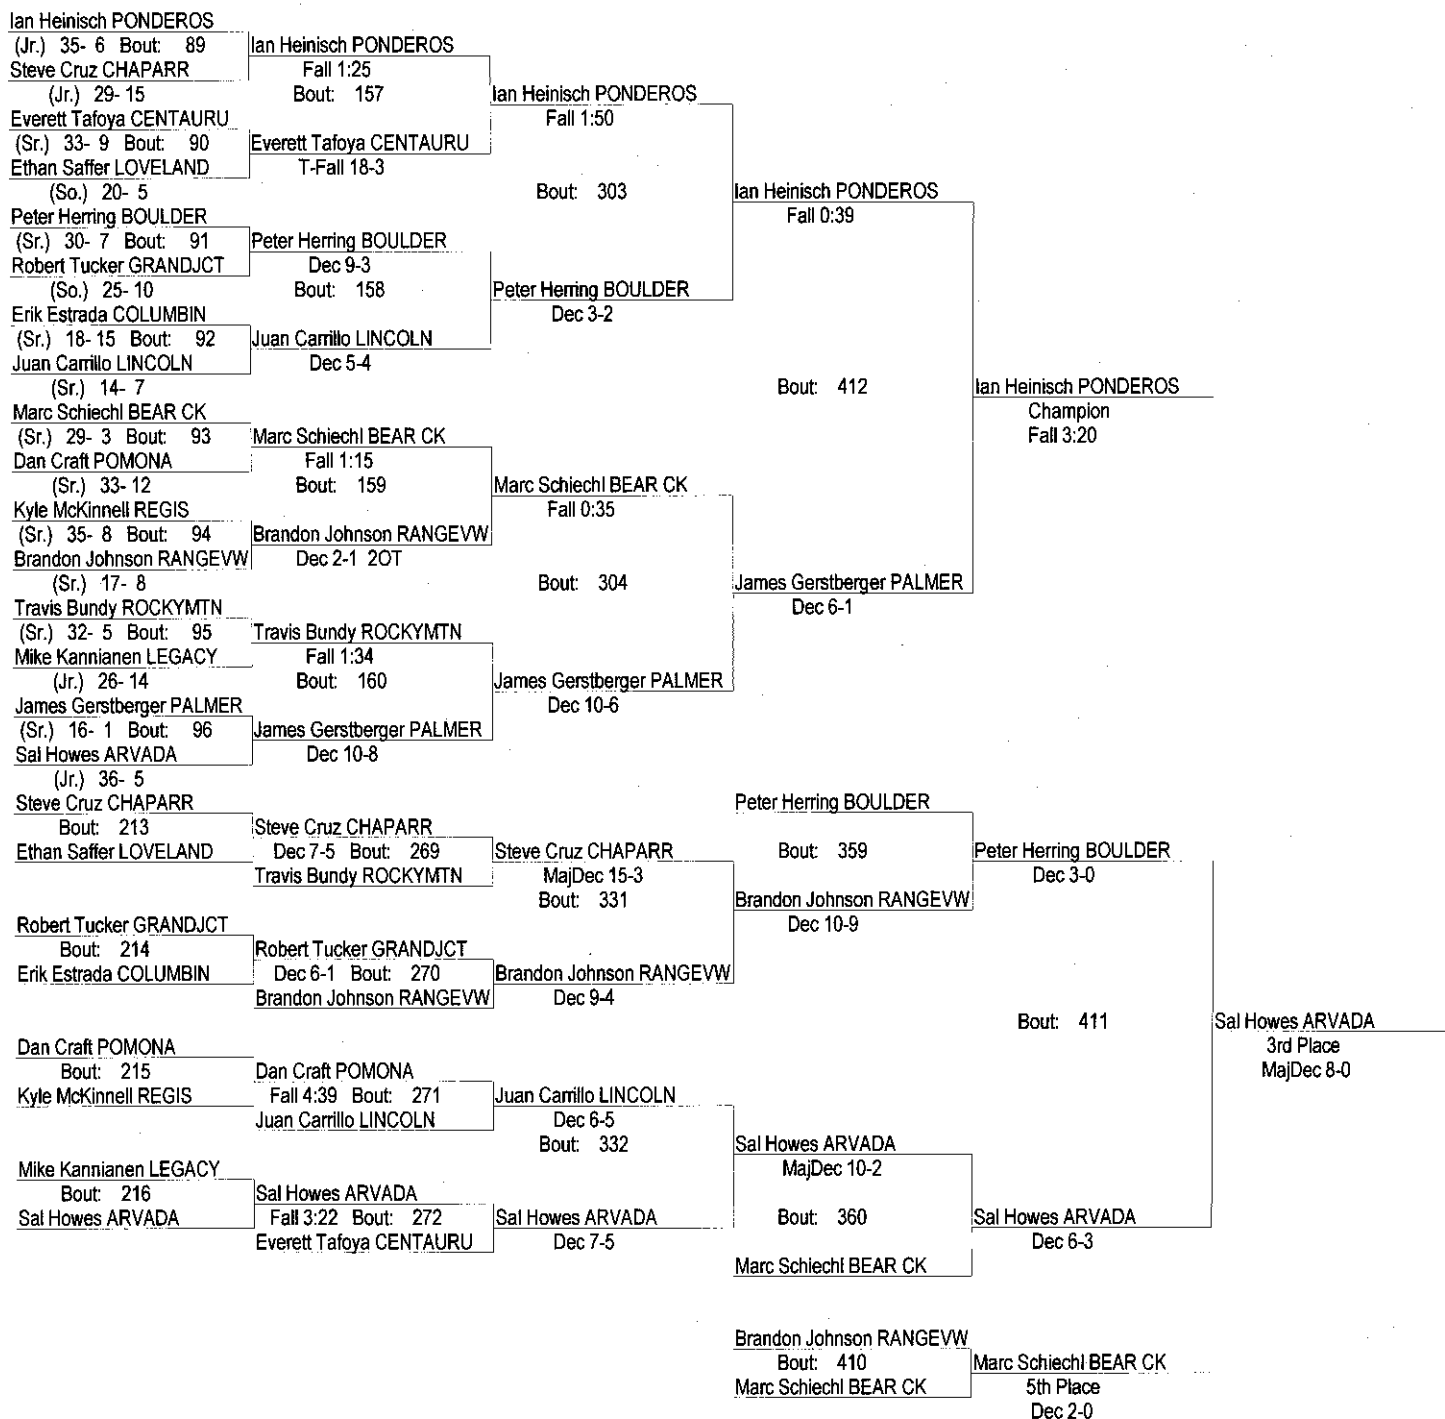 Ian Heinisch PONDEROS
(Jr.) 35- 6 Bout: 89
Steve Cruz CHAPARR
(Jr.) 29- 15
Everett Tafoya CENTAURU
(Sr.) 33- 9 Bout: 90
Ethan Saffer LOVELAND
(So.) 20- 5
Peter Herring BOULDER
(Sr.) 30- 7 Bout: 91
Robert Tucker GRANDJCT
(So.) 25- 10
Erik Estrada COLUMBIN
(Sr.) 18- 15 Bout: 92
Juan Carrillo LINCOLN
(Sr.) 14- 7
Marc Schiechl BEAR CK
(Sr.) 29- 3 Bout: 93
Dan Craft POMONA
(Sr.) 33- 12
Kyle McKinnell REGIS
(Sr.) 35- 8 Bout: 94
Brandon Johnson RANGEVW
(Sr.) 17- 8
Travis Bundy ROCKYMTN
(Sr.) 32- 5 Bout: 95
Mike Kannianen LEGACY
(Jr.) 26- 14
James Gerstberger PALMER
(Sr.) 16- 1 Bout: 96
Sal Howes ARVADA
(Jr.) 36- 5
Ian Heinisch PONDEROS
Fall 1:25
Bout: 157
Everett Tafoya CENTAURU
T-Fall 18-3
Peter Herring BOULDER
Dec 9-3
Bout: 158
Juan Carrillo LINCOLN
Dec 5-4
Marc Schiechl BEAR CK
Fall 1:15
Bout: 159
Brandon Johnson RANGEVW
Dec 2-1 2OT
Travis Bundy ROCKYMTN
Fall 1:34
Bout: 160
James Gerstberger PALMER
Dec 10-8
Ian Heinisch PONDEROS
Fall 1:50
Bout: 303
Peter Herring BOULDER
Dec 3-2
Marc Schiechl BEAR CK
Fall 0:35
Bout: 304
James Gerstberger PALMER
Dec 10-6
Ian Heinisch PONDEROS
Fall 0:39
Bout: 412
James Gerstberger PALMER
Dec 6-1
Ian Heinisch PONDEROS
Champion
Fall 3:20
Steve Cruz CHAPARR
Bout: 213
Ethan Saffer LOVELAND
Robert Tucker GRANDJCT
Bout: 214
Erik Estrada COLUMBIN
Dan Craft POMONA
Bout: 215
Kyle McKinnell REGIS
Mike Kannianen LEGACY
Bout: 216
Sal Howes ARVADA
Steve Cruz CHAPARR
Dec 7-5 Bout: 269
Travis Bundy ROCKYMTN
Robert Tucker GRANDJCT
Dec 6-1 Bout: 270
Brandon Johnson RANGEVW
Dan Craft POMONA
Fall 4:39 Bout: 271
Juan Carrillo LINCOLN
Sal Howes ARVADA
Fall 3:22 Bout: 272
Everett Tafoya CENTAURU
Steve Cruz CHAPARR
MajDec 15-3
Bout: 331
Brandon Johnson RANGEVW
Dec 9-4
Juan Carrillo LINCOLN
Dec 6-5
Bout: 332
Sal Howes ARVADA
Dec 7-5
Peter Herring BOULDER
Bout: 359
Brandon Johnson RANGEVW
Dec 10-9
Sal Howes ARVADA
MajDec 10-2
Bout: 360
Marc Schiechl BEAR CK
Peter Herring BOULDER
Dec 3-0
Bout: 411
Sal Howes ARVADA
Dec 6-3
Sal Howes ARVADA
3rd Place
MajDec 8-0
Brandon Johnson RANGEVW
Bout: 410
Marc Schiechl BEAR CK
Marc Schiechl BEAR CK
5th Place
Dec 2-0